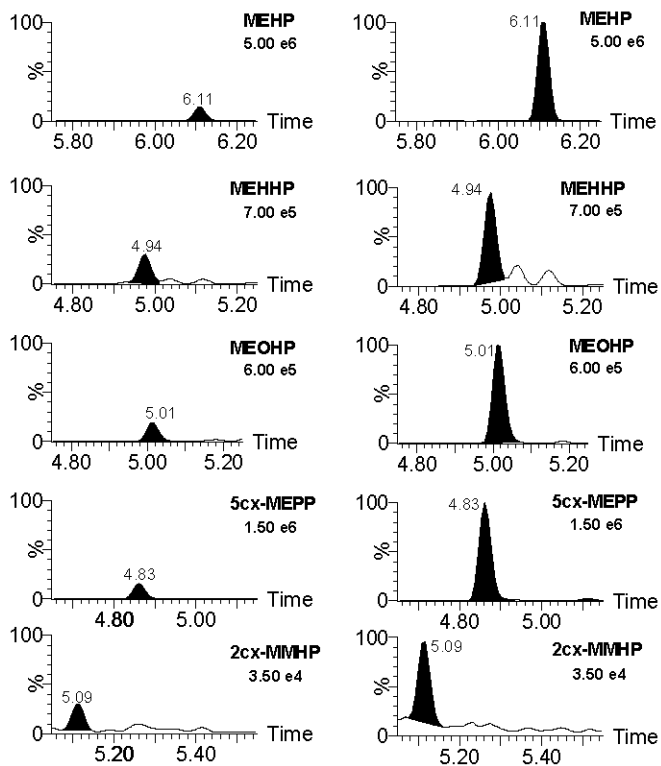 100
MEHP
5.00 e6
%
6.11
0
Time
5.80 6.00 6.20
100
MEHP
5.00 e6
%
6.11
0
Time
5.80 6.00 6.20
100
MEHHP
7.00 e5
%
4.94
0
Time
4.80 5.00 5.20
100
MEHHP
7.00 e5
%
4.94
0
Time
4.80 5.00 5.20
100
MEOHP
6.00 e5
%
5.01
0
Time
4.80 5.00 5.20
100
MEOHP
6.00 e5
%
5.01
0
Time
4.80 5.00 5.20
100
5cx-MEPP
1.50 e6
%
4.83
0
Time
4.80 5.00
100
5cx-MEPP
1.50 e6
%
4.83
0
Time
4.80 5.00
100
2cx-MMHP
3.50 e4
%
5.09
0
Time
5.20 5.40
100
2cx-MMHP
3.50 e4
%
5.09
0
Time
5.20 5.40